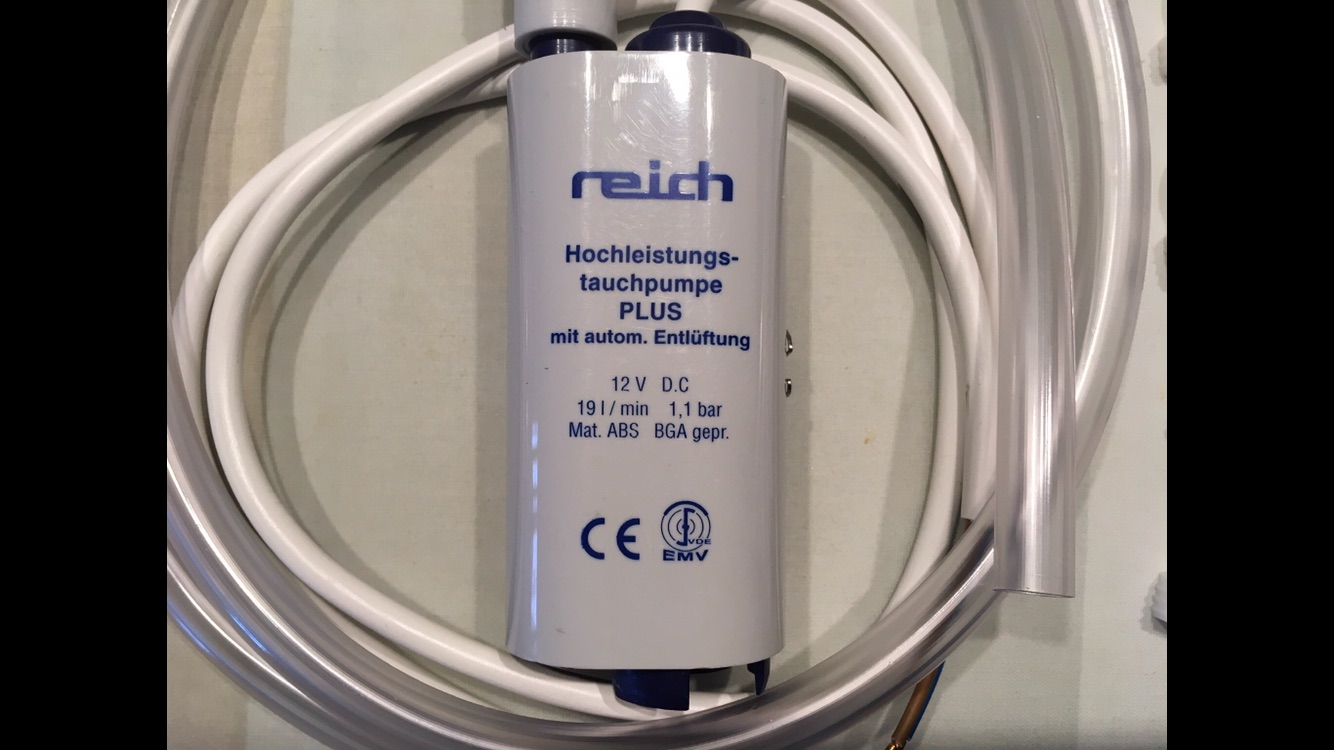 reich
Hochleistungs-
tauchpumpe
PLUS
mit autom. Entlüftung
12 V D.C
19 l / min 1,1 bar
Mat. ABS BGA gepr.
CE VDE
EMV